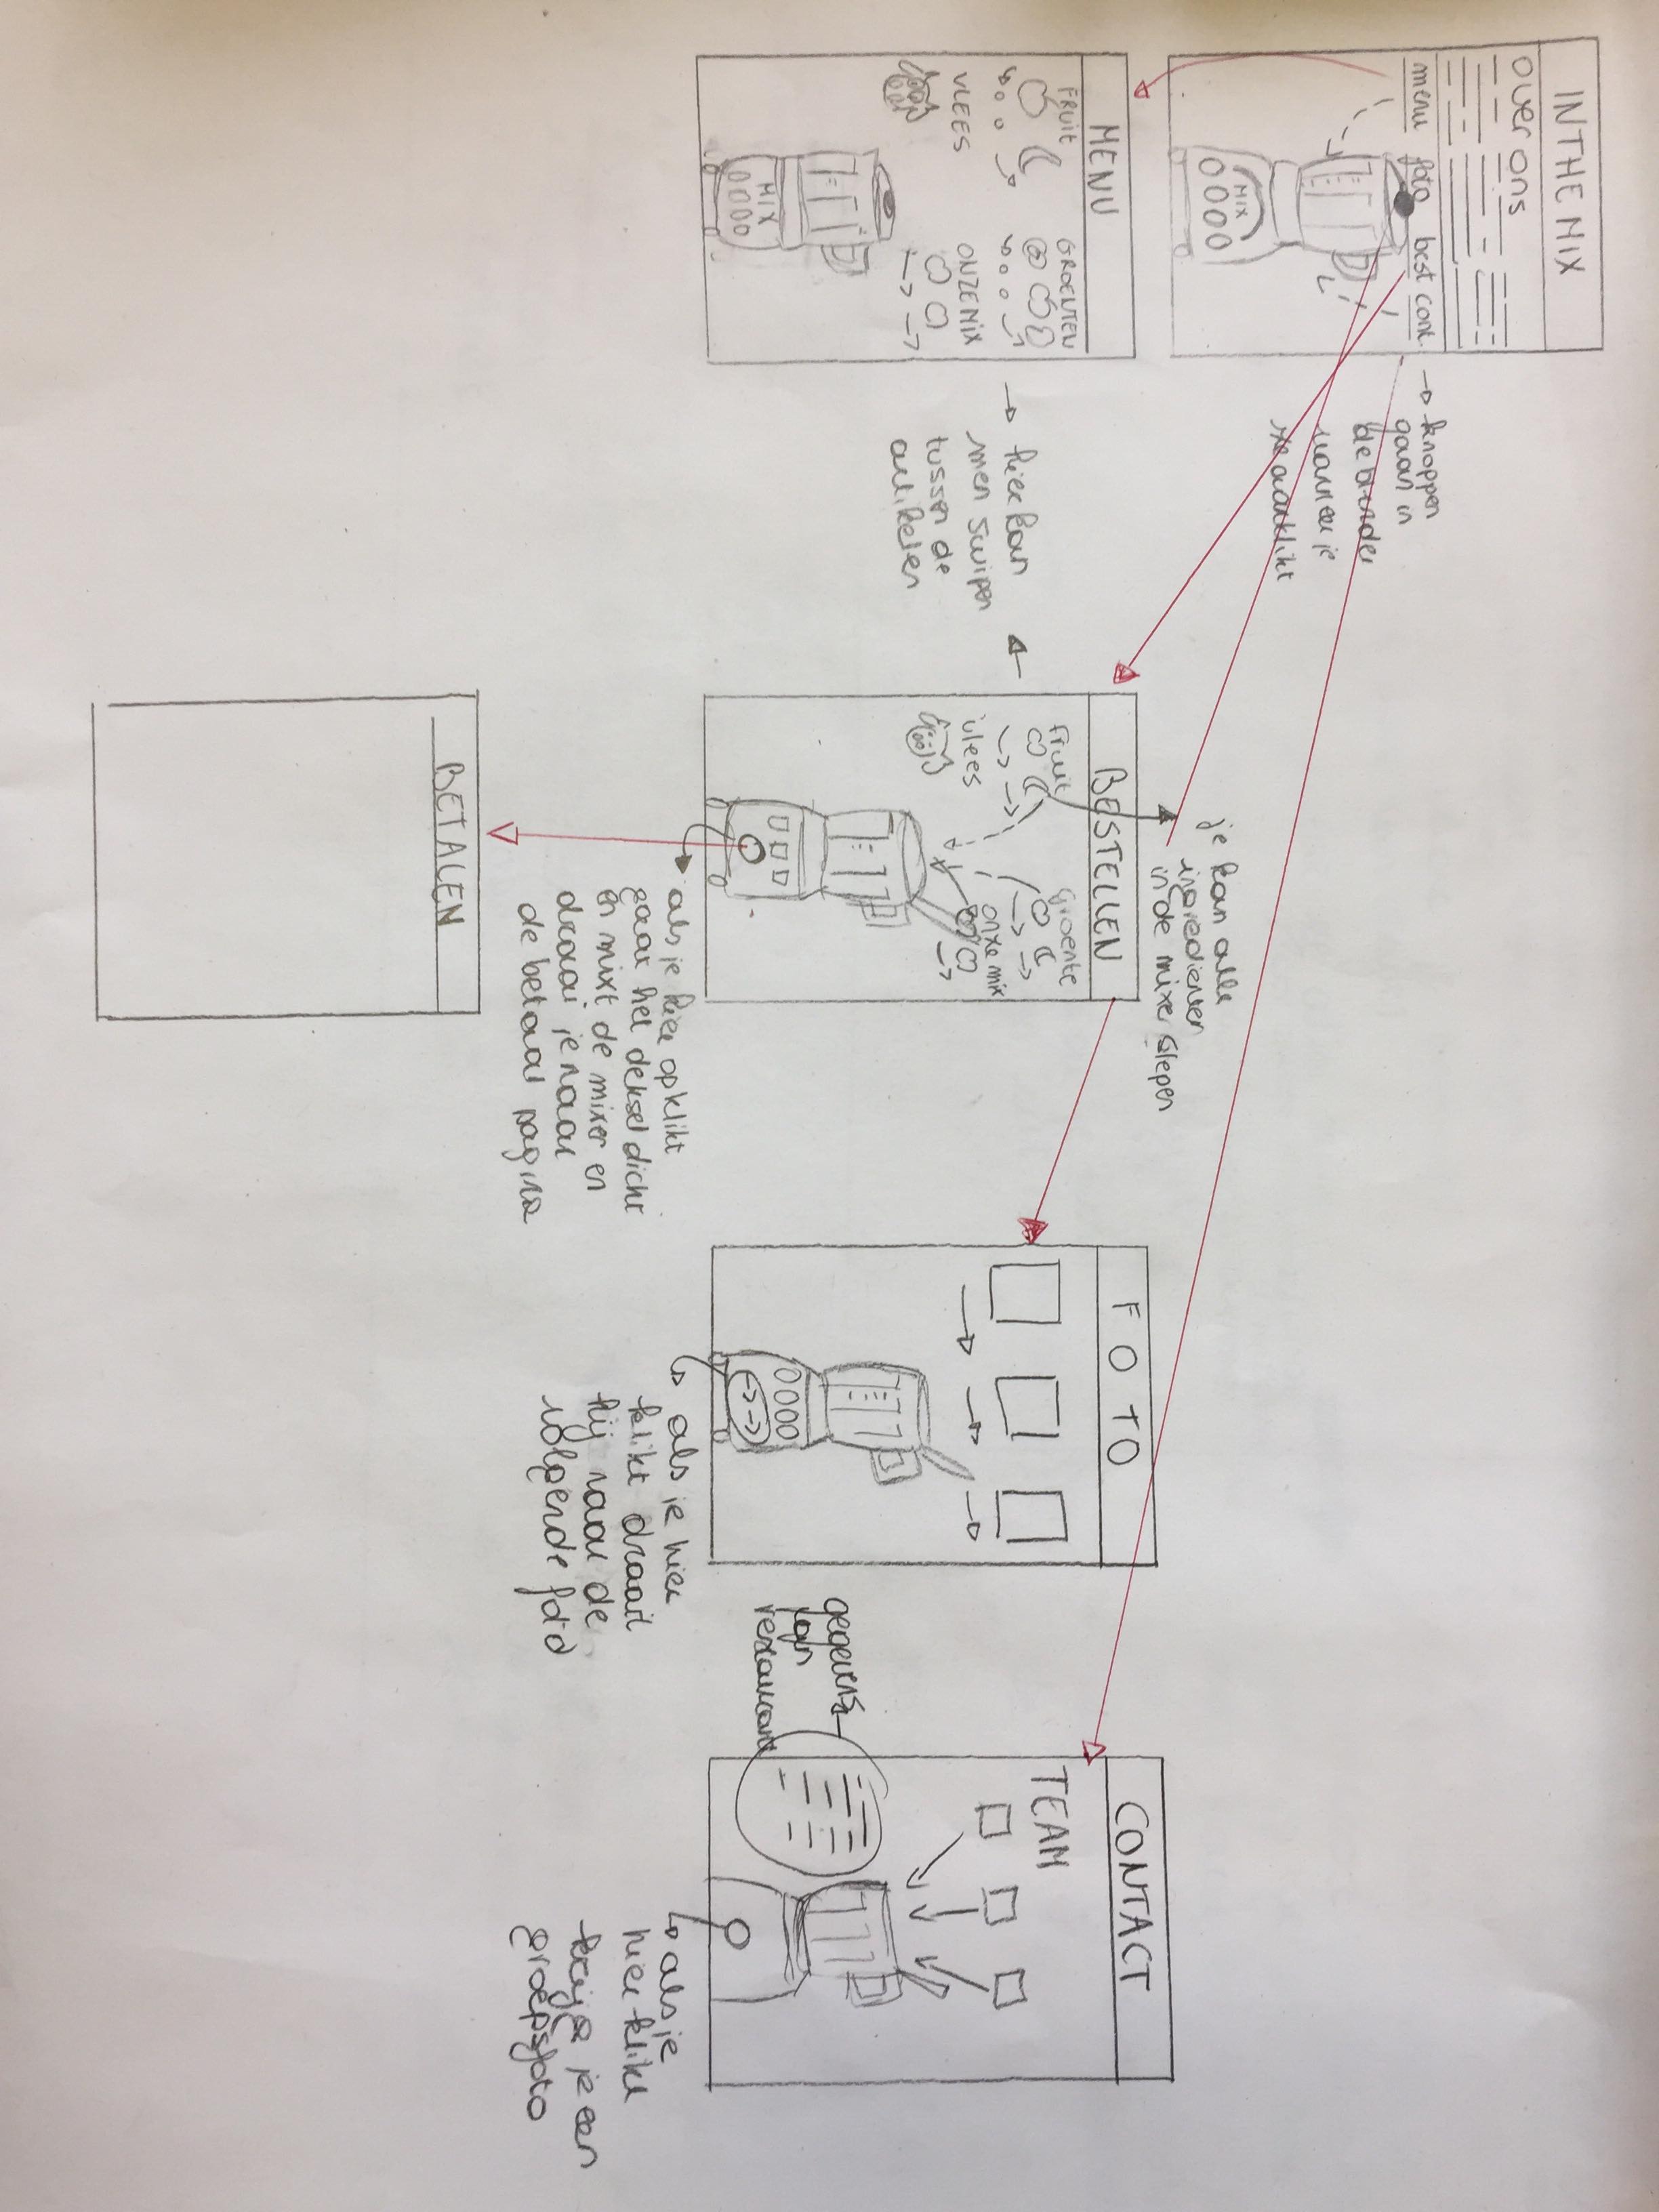 IN THE MIX
over ons
menu foto best cont.
MIX
→ knoppen
gaan in
de blender
wanneer je
ze aanklikt
MENU
FRUIT
GROENTEN
VLEES
ONZE MIX
MIX
→ hier kan
men swipen
tussen de
artikelen
je kan alle
ingredienten
in de mixer slepen
BESTELLEN
fruit
groente
vlees
onze mix
als je hier opklikt
gaat het deksel dicht
en mixt de mixer en
draai je naar
de betaal pagina
BETALEN
FOTO
als je hier
klikt draait
hij naar de
volgende foto
CONTACT
TEAM
gegevens
restaurant
als je
hier klikt
krijg je een
groepsfoto